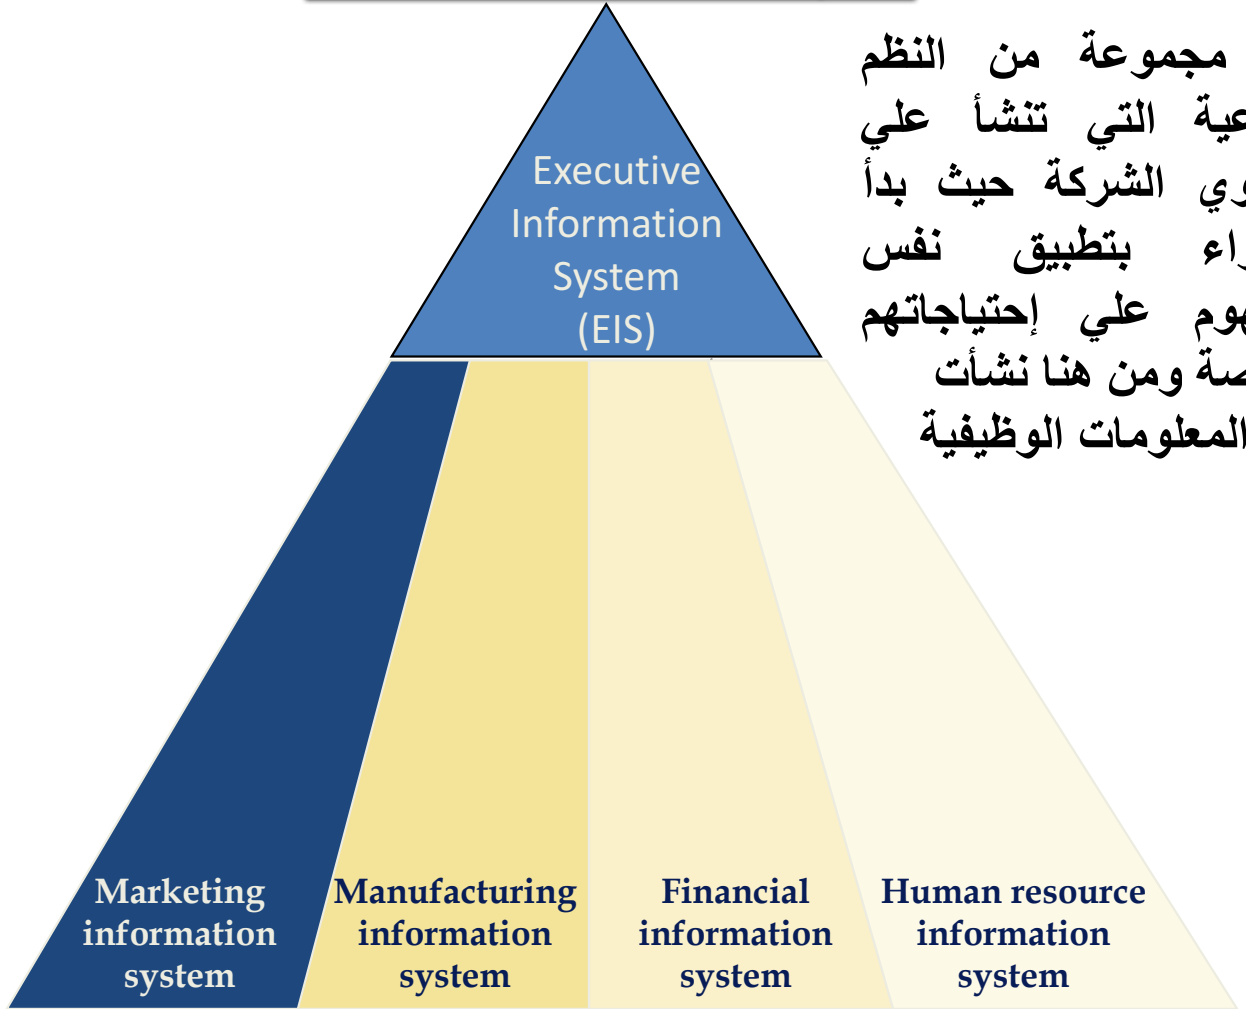 Executive
Information
System
(EIS)
مجموعة من النظم
التي تنشأ علي
الشركة حيث بدأ
بتطبيق نفس
علي إحتياجاتهم
ومن هنا نشأت
المعلومات الوظيفية
Marketing
information
system
Manufacturing
information
system
Financial
information
system
Human resource
information
system